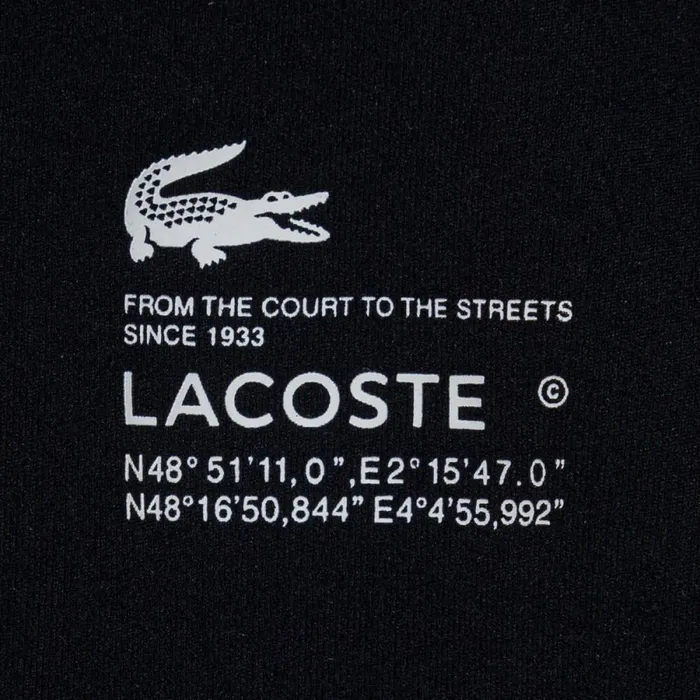 FROM THE COURT TO THE STREETS
SINCE 1933
LACOSTE ©
N48°51'11,0”,E2°15'47.0”
N48°16’50,844” E4°4’55,992”